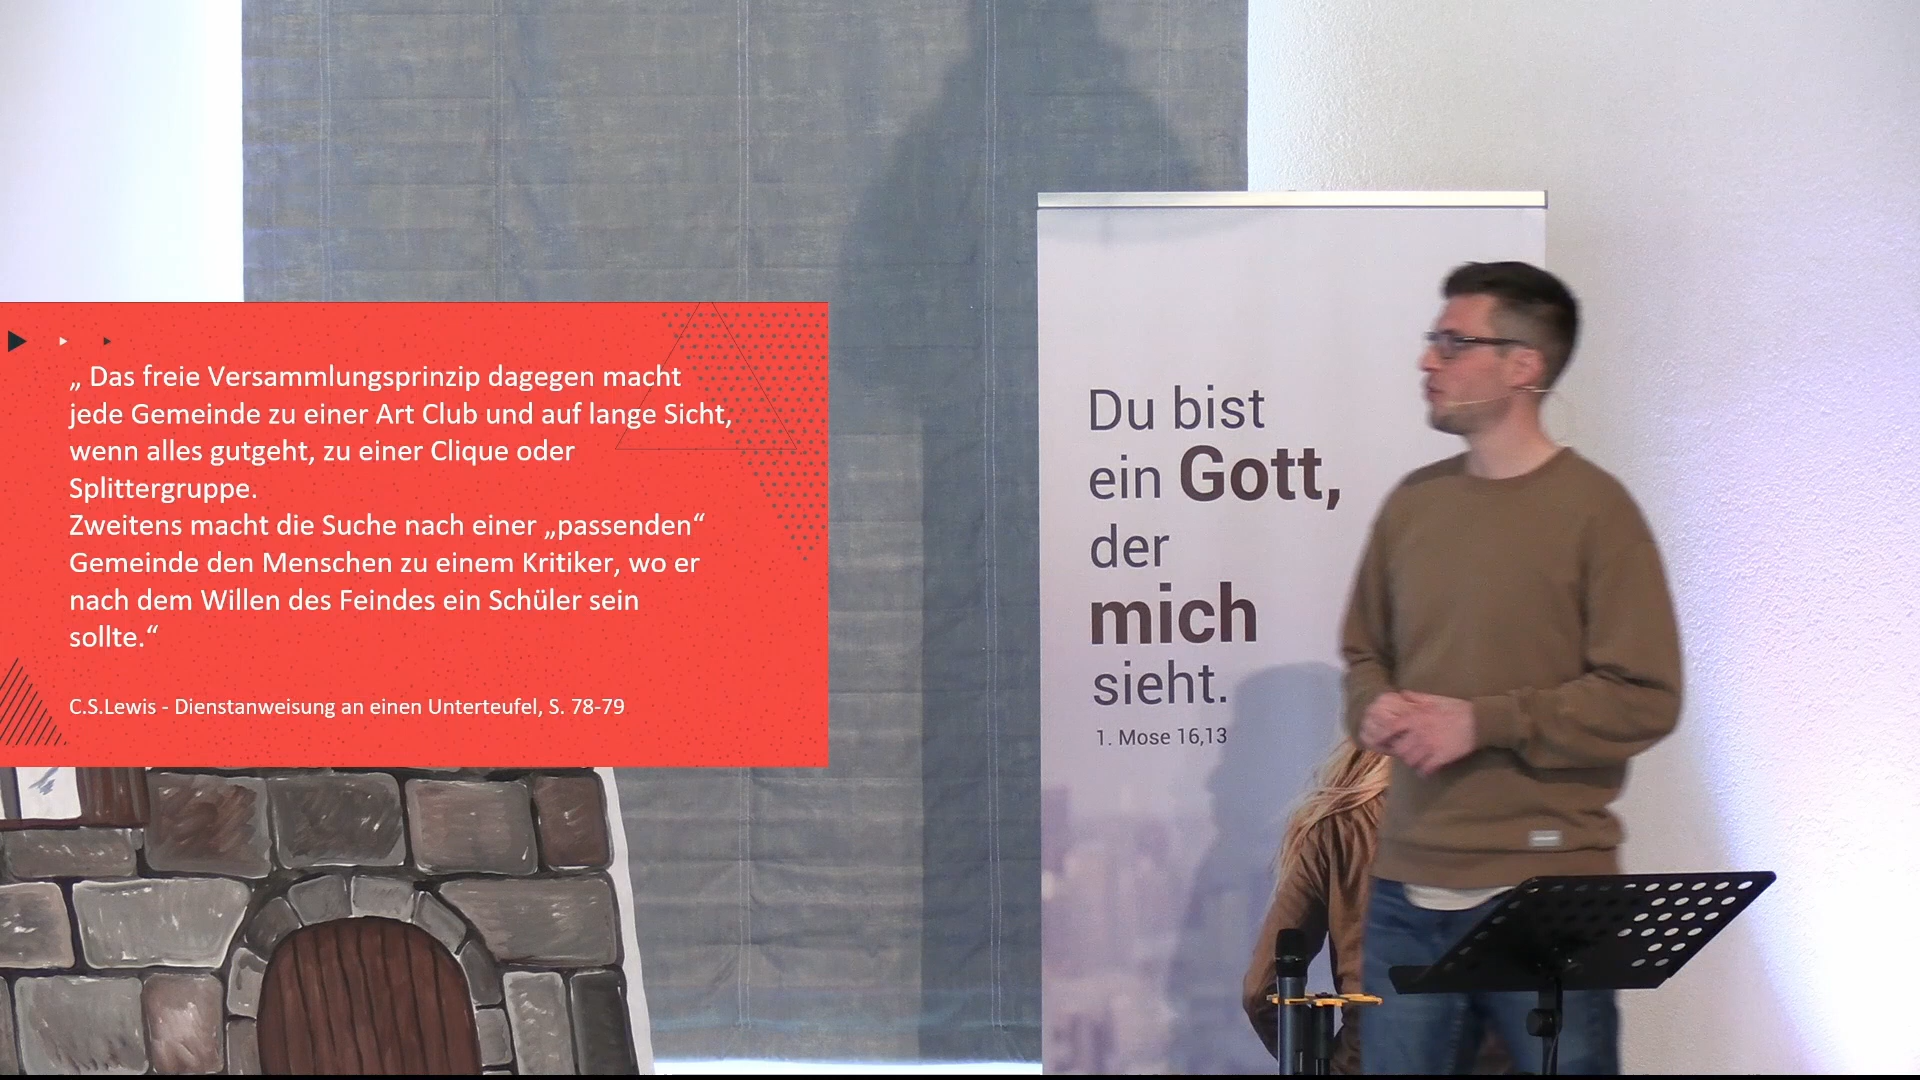 „ Das freie Versammlungsprinzip dagegen macht
jede Gemeinde zu einer Art Club und auf lange Sicht,
wenn alles gutgeht, zu einer Clique oder
Splittergruppe.
Zweitens macht die Suche nach einer „passenden“
Gemeinde den Menschen zu einem Kritiker, wo er
nach dem Willen des Feindes ein Schüler sein
sollte.“
C.S.Lewis - Dienstanweisung an einen Unterteufel, S. 78-79
Du bist
ein Gott,
der
mich
sieht.
1. Mose 16,13